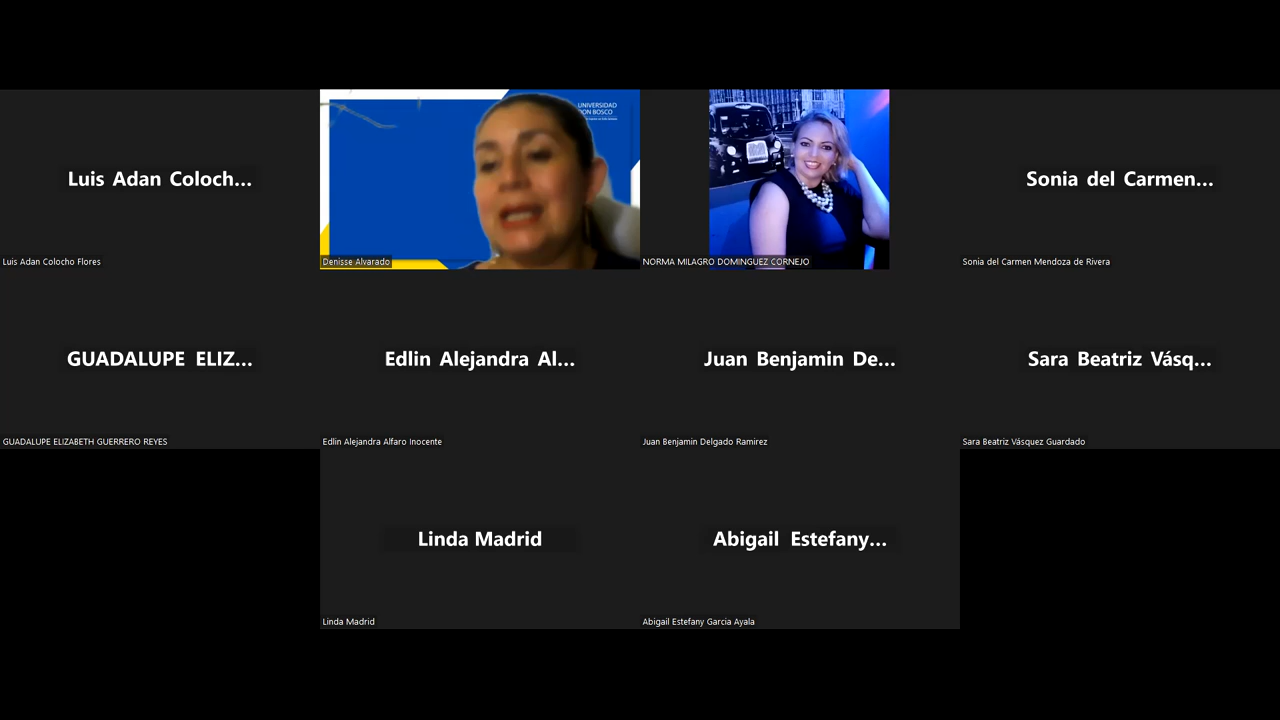 Luis Adan Coloch...
Luis Adan Colocho Flores
UNIVERSIDAD
DON BOSCO
Denisse Alvarado
NORMA MILAGRO DOMINGUEZ CORNEJO
Sonia del Carmen...
Sonia del Carmen Mendoza de Rivera
GUADALUPE ELIZ...
GUADALUPE ELIZABETH GUERRERO REYES
Edlin Alejandra Al...
Edlin Alejandra Alfaro Inocente
Juan Benjamin De...
Juan Benjamin Delgado Ramirez
Sara Beatriz Vásq...
Sara Beatriz Vásquez Guardado
Linda Madrid
Linda Madrid
Abigail Estefany...
Abigail Estefany Garcia Ayala